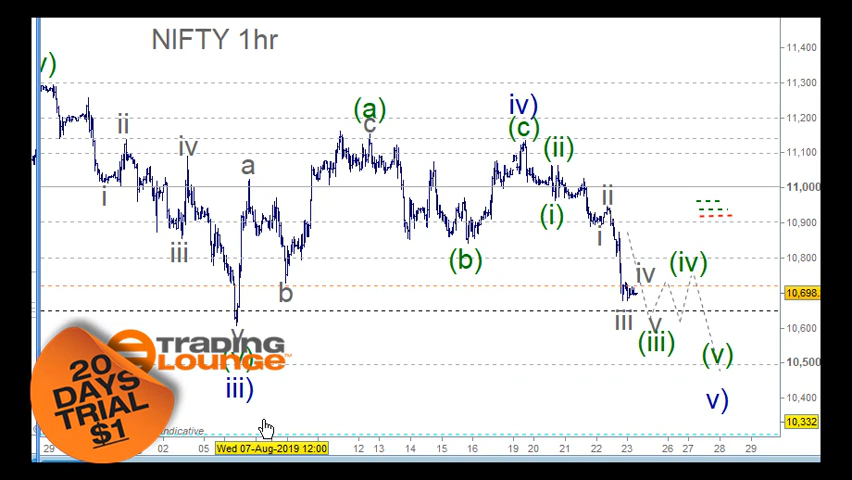 NIFTY 1hr
11,400
11,300
11,200
11,100
11,000
10,900
10,800
10,698.
10,600
10,500
10,400
10,332
v)
i
ii
iii
iv
v
iii)
a
b
(a)
c
(b)
iv)
(c)
(i)
(ii)
i
ii
iii
iv
v
(iii)
(iv)
(v)
v)
TRADING
LOUNGE
TM
20
DAYS
TRIAL
$1
indicative.
29
02
05
Wed 07-Aug-2019 12:00
12
13
14
16
19
20
21
22
23
26
27
28
29